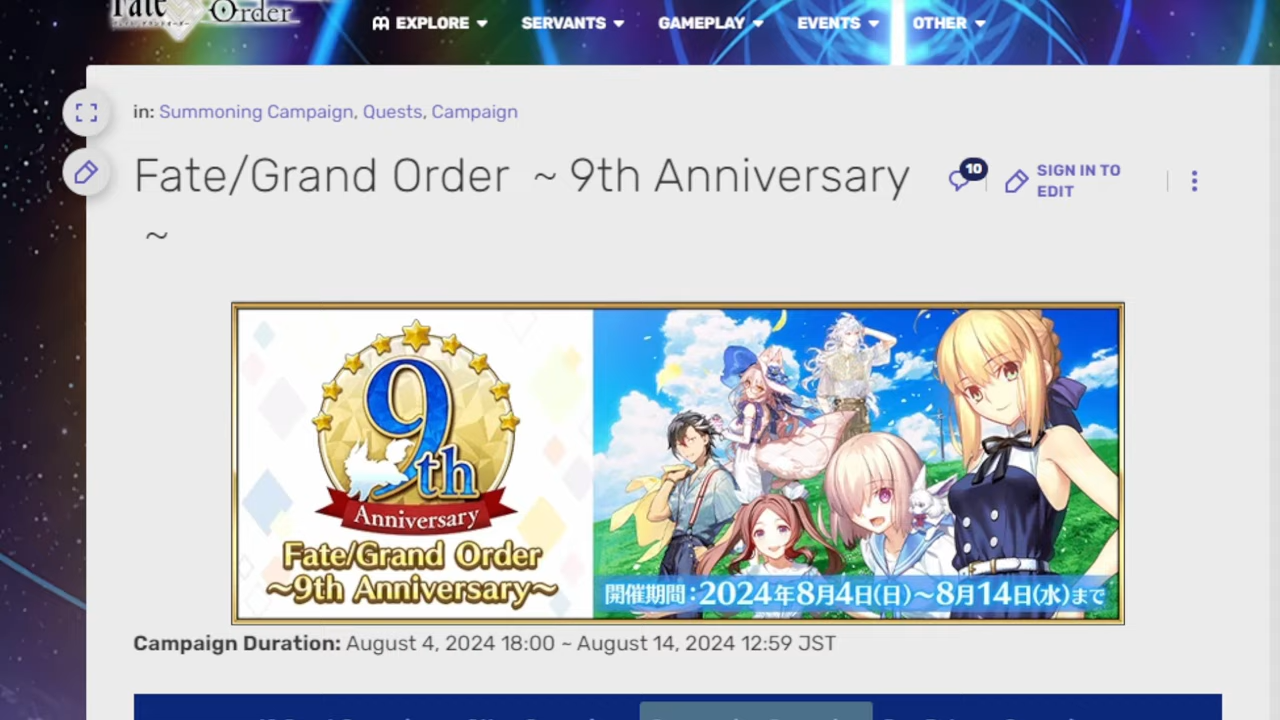 Fate
Order
EXPLORE SERVANTS GAMEPLAY EVENTS OTHER
in: Summoning Campaign, Quests, Campaign
Fate/Grand Order ~ 9th Anniversary
~
10
SIGN IN TO
EDIT
9th
Anniversary
Fate/Grand Order
~9th Anniversary~
開催期間:2024年8月4日(日)~8月14日(水)まで
Campaign Duration: August 4, 2024 18:00 ~ August 14, 2024 12:59 JST